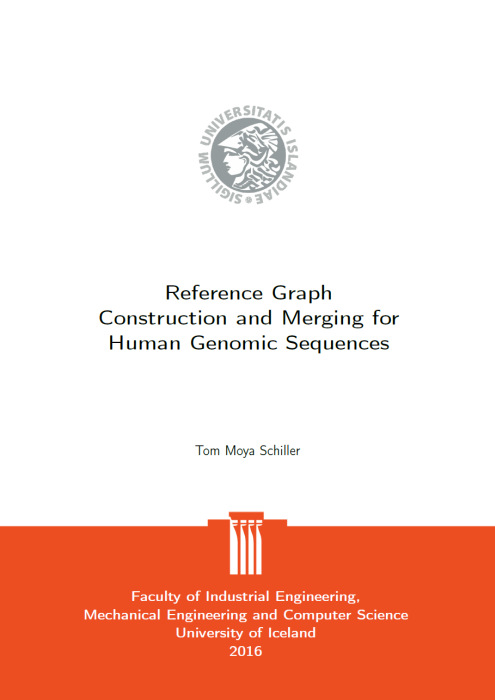 SIGILLUM UNIVERSITATIS ISLANDIAE
Reference Graph
Construction and Merging for
Human Genomic Sequences
Tom Moya Schiller
Faculty of Industrial Engineering,
Mechanical Engineering and Computer Science
University of Iceland
2016